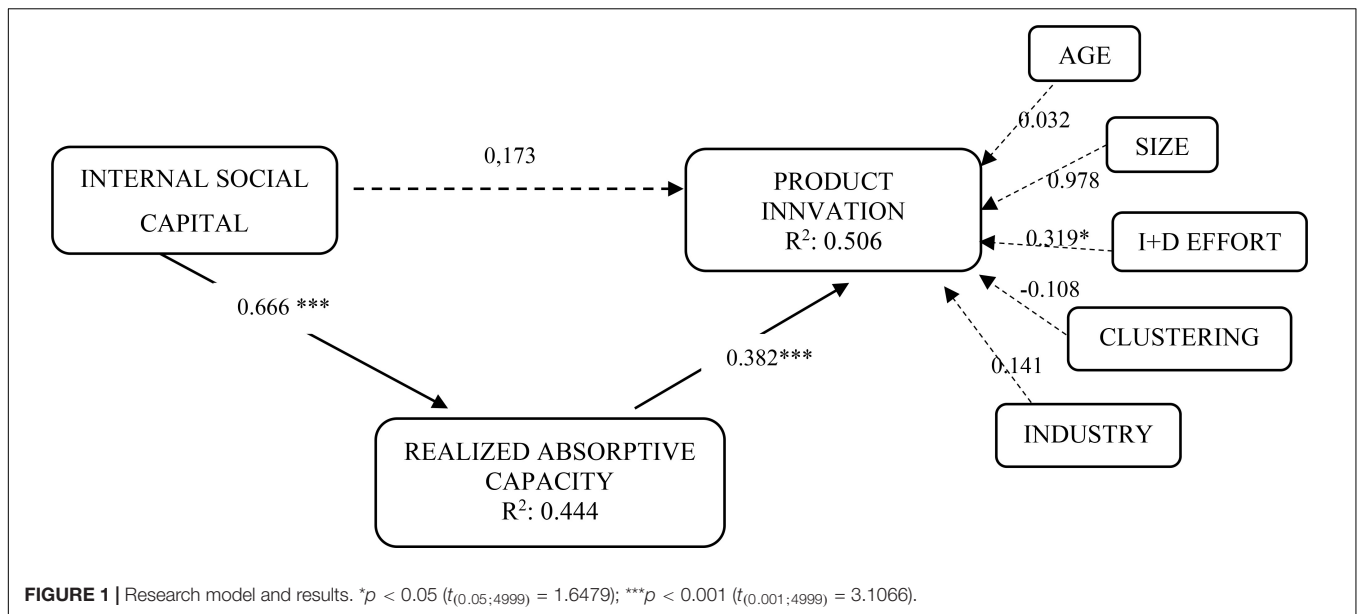 AGE
0.032
SIZE
0.978
0,173
INTERNAL SOCIAL
CAPITAL
PRODUCT
INNVATION
R²: 0.506
0.319*
I+D EFFORT
-0.108
CLUSTERING
0.666 ***
0.382***
0.141
INDUSTRY
REALIZED ABSORPTIVE
CAPACITY
R²: 0.444
FIGURE 1 | Research model and results. *p < 0.05 (t(0.05;4999) = 1.6479); ***p < 0.001 (t(0.001;4999) = 3.1066).